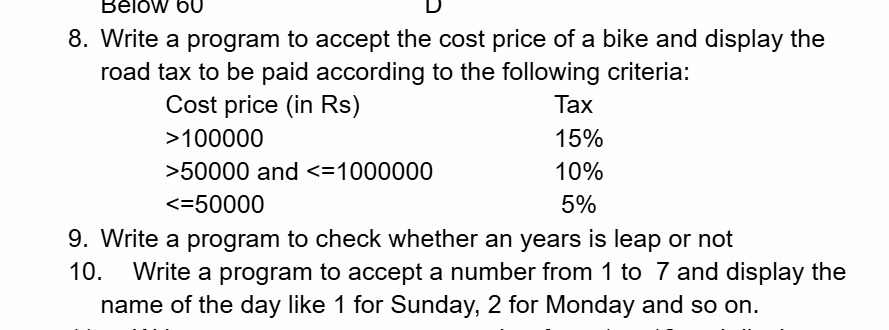 Below 60 D
8. Write a program to accept the cost price of a bike and display the
road tax to be paid according to the following criteria:
Cost price (in Rs) Tax
>100000 15%
>50000 and <=1000000 10%
<=50000 5%
9. Write a program to check whether an years is leap or not
10. Write a program to accept a number from 1 to 7 and display the
name of the day like 1 for Sunday, 2 for Monday and so on.